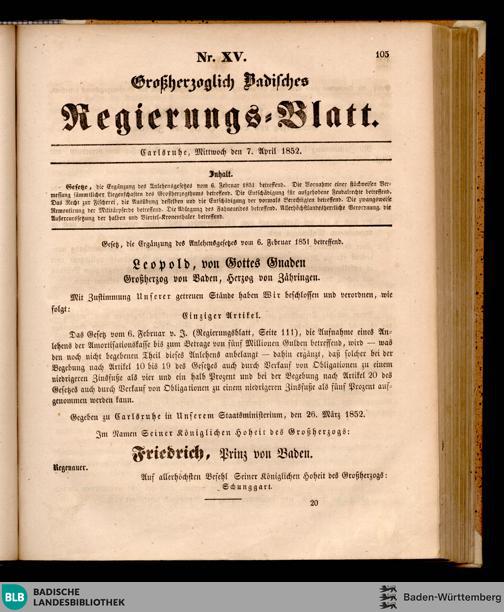 Nr. XV. 105
Großherzoglich Badisches
Regierungs-Blatt.
Carlsruhe, Mittwoch den 7. April 1852.
Inhalt.
Gesetze, die Ergänzung des Anlehensgesetzes vom 6. Februar 1851 betreffend. Die Vornahme einer stückweisen Ver-
messung sämmtlicher Liegenschaften des Großherzogthums betreffend. Die Entschädigung für aufgehobene Feudalrechte betreffend.
Das Recht zur Fischerei, die Ausübung desselben und die Entschädigung der vormals Berechtigten betreffend. Die zwangsweise
Remontirung der Militärpferde betreffend. Die Ablegung des Fahneneides betreffend. Allerhöchstlandesherrliche Verordnung, die
Außercourssetzung der halben und Viertel-Kronenthaler betreffend.
Gesetz, die Ergänzung des Anlehensgesetzes vom 6. Februar 1851 betreffend.
Leopold, von Gottes Gnaden
Großherzog von Baden, Herzog von Zähringen.
Mit Zustimmung Unserer getreuen Stände haben Wir beschlossen und verordnen, wie
folgt:
Einziger Artikel.
Das Gesetz vom 6. Februar v. J. (Regierungsblatt, Seite 111), die Aufnahme eines An-
lehens der Amortisationskasse bis zum Betrage von fünf Millionen Gulden betreffend, wird — was
den noch nicht begebenen Theil dieses Anlehens anbelangt — dahin ergänzt, daß solcher bei der
Begebung nach Artikel 10 bis 19 des Gesetzes auch durch Verkauf von Obligationen zu einem
niedrigeren Zinsfuße als vier und ein halb Prozent und bei der Begebung nach Artikel 20 des
Gesetzes auch durch Verkauf von Obligationen zu einem niedrigeren Zinsfuße als fünf Prozent auf-
genommen werden kann.
Gegeben zu Carlsruhe in Unserem Staatsministerium, den 26. März 1852.
Im Namen Seiner Königlichen Hoheit des Großherzogs:
Friedrich, Prinz von Baden.
Regenauer.
Auf allerhöchsten Befehl Seiner Königlichen Hoheit des Großherzogs:
Schunggart.
20
BLB BADISCHE
LANDESBIBLIOTHEK
Baden-Württemberg